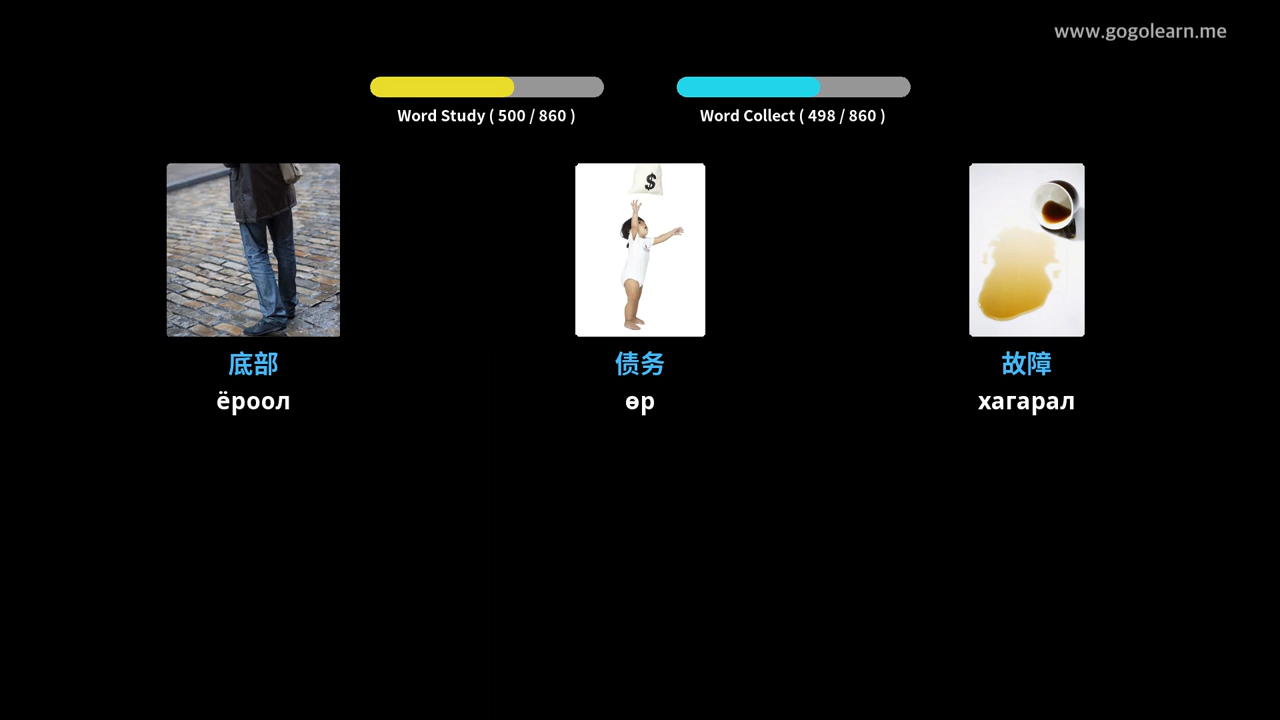 www.gogolearn.me
Word Study ( 500 / 860 )
Word Collect ( 498 / 860 )
$
底部
债务
故障
ёроол
өр
хагарал